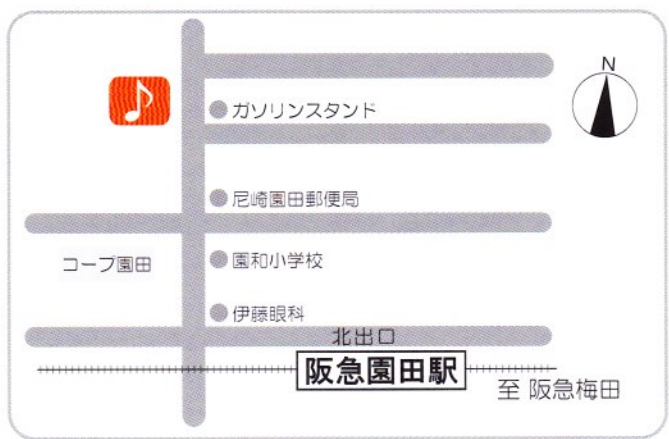 N
ガソリンスタンド
尼崎園田郵便局
コープ園田
園和小学校
伊藤眼科
北出口
阪急園田駅
至 阪急梅田